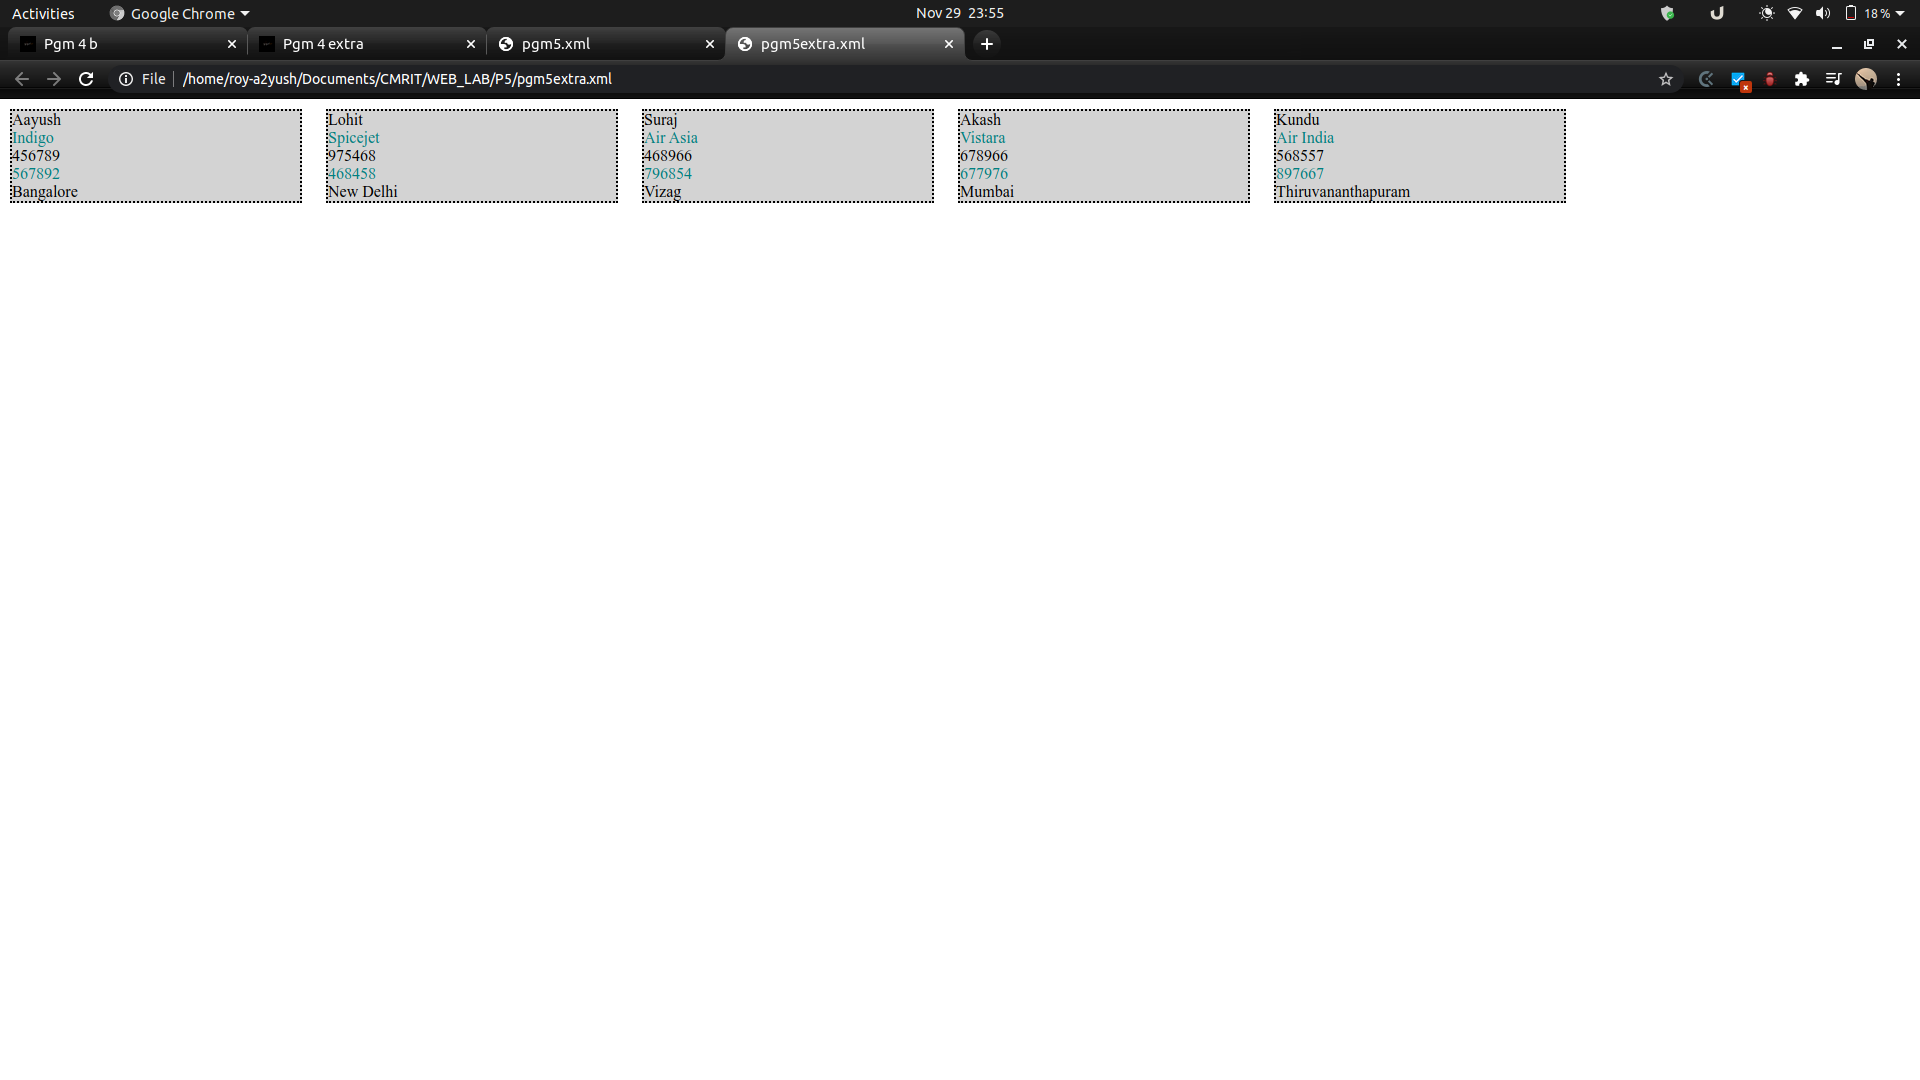 Activities
Google Chrome
Nov 29 23:55
18 %
Pgm 4 b
Pgm 4 extra
pgm5.xml
pgm5extra.xml
File
/home/roy-a2yush/Documents/CMRIT/WEB_LAB/P5/pgm5extra.xml
Aayush
Indigo
456789
567892
Bangalore
Lohit
Spicejet
975468
468458
New Delhi
Suraj
Air Asia
468966
796854
Vizag
Akash
Vistara
678966
677976
Mumbai
Kundu
Air India
568557
897667
Thiruvananthapuram